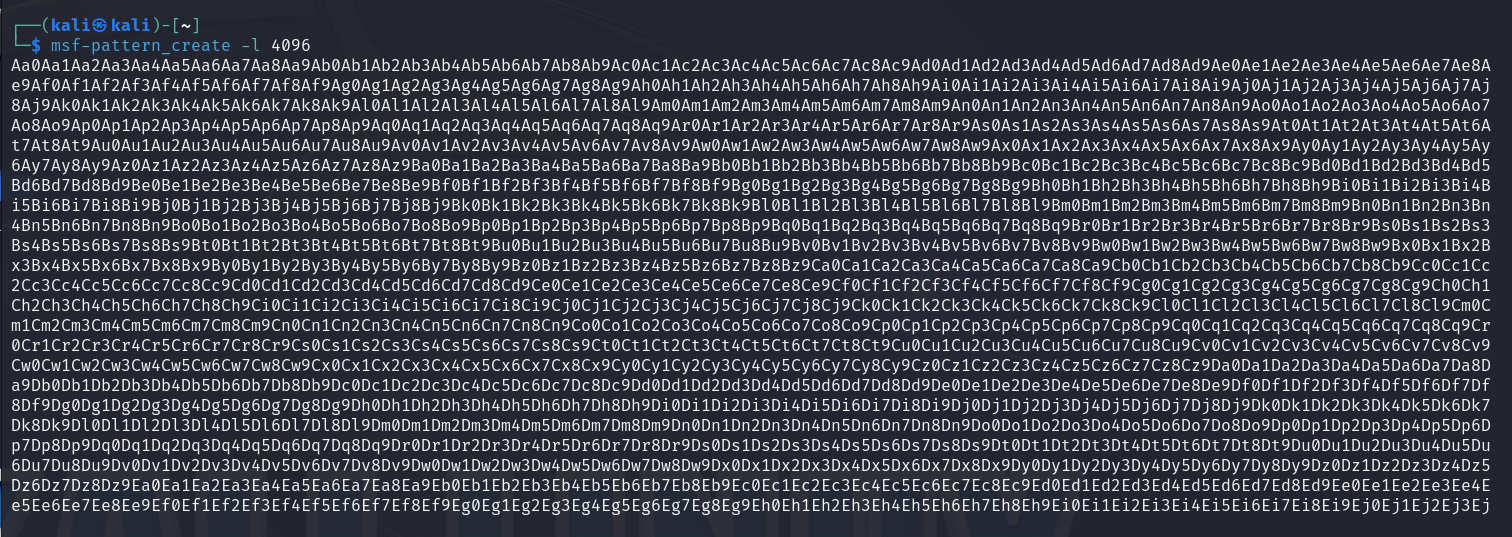 ┌──(kali㉿kali)-[~]
└─$ msf-pattern_create -l 4096
Aa0Aa1Aa2Aa3Aa4Aa5Aa6Aa7Aa8Aa9Ab0Ab1Ab2Ab3Ab4Ab5Ab6Ab7Ab8Ab9Ac0Ac1Ac2Ac3Ac4Ac5Ac6Ac7Ac8Ac9Ad0Ad1Ad2Ad3Ad4Ad5Ad6Ad7Ad8Ad9Ae0Ae1Ae2Ae3Ae4Ae5Ae6Ae7Ae8A
e9Af0Af1Af2Af3Af4Af5Af6Af7Af8Af9Ag0Ag1Ag2Ag3Ag4Ag5Ag6Ag7Ag8Ag9Ah0Ah1Ah2Ah3Ah4Ah5Ah6Ah7Ah8Ah9Ai0Ai1Ai2Ai3Ai4Ai5Ai6Ai7Ai8Ai9Aj0Aj1Aj2Aj3Aj4Aj5Aj6Aj7Aj
8Aj9Ak0Ak1Ak2Ak3Ak4Ak5Ak6Ak7Ak8Ak9Al0Al1Al2Al3Al4Al5Al6Al7Al8Al9Am0Am1Am2Am3Am4Am5Am6Am7Am8Am9An0An1An2An3An4An5An6An7An8An9Ao0Ao1Ao2Ao3Ao4Ao5Ao6Ao7
Ao8Ao9Ap0Ap1Ap2Ap3Ap4Ap5Ap6Ap7Ap8Ap9Aq0Aq1Aq2Aq3Aq4Aq5Aq6Aq7Aq8Aq9Ar0Ar1Ar2Ar3Ar4Ar5Ar6Ar7Ar8Ar9As0As1As2As3As4As5As6As7As8As9At0At1At2At3At4At5At6A
t7At8At9Au0Au1Au2Au3Au4Au5Au6Au7Au8Au9Av0Av1Av2Av3Av4Av5Av6Av7Av8Av9Aw0Aw1Aw2Aw3Aw4Aw5Aw6Aw7Aw8Aw9Ax0Ax1Ax2Ax3Ax4Ax5Ax6Ax7Ax8Ax9Ay0Ay1Ay2Ay3Ay4Ay5Ay
6Ay7Ay8Ay9Az0Az1Az2Az3Az4Az5Az6Az7Az8Az9Ba0Ba1Ba2Ba3Ba4Ba5Ba6Ba7Ba8Ba9Bb0Bb1Bb2Bb3Bb4Bb5Bb6Bb7Bb8Bb9Bc0Bc1Bc2Bc3Bc4Bc5Bc6Bc7Bc8Bc9Bd0Bd1Bd2Bd3Bd4Bd5
Bd6Bd7Bd8Bd9Be0Be1Be2Be3Be4Be5Be6Be7Be8Be9Bf0Bf1Bf2Bf3Bf4Bf5Bf6Bf7Bf8Bf9Bg0Bg1Bg2Bg3Bg4Bg5Bg6Bg7Bg8Bg9Bh0Bh1Bh2Bh3Bh4Bh5Bh6Bh7Bh8Bh9Bi0Bi1Bi2Bi3Bi4B
i5Bi6Bi7Bi8Bi9Bj0Bj1Bj2Bj3Bj4Bj5Bj6Bj7Bj8Bj9Bk0Bk1Bk2Bk3Bk4Bk5Bk6Bk7Bk8Bk9Bl0Bl1Bl2Bl3Bl4Bl5Bl6Bl7Bl8Bl9Bm0Bm1Bm2Bm3Bm4Bm5Bm6Bm7Bm8Bm9Bn0Bn1Bn2Bn3Bn
4Bn5Bn6Bn7Bn8Bn9Bo0Bo1Bo2Bo3Bo4Bo5Bo6Bo7Bo8Bo9Bp0Bp1Bp2Bp3Bp4Bp5Bp6Bp7Bp8Bp9Bq0Bq1Bq2Bq3Bq4Bq5Bq6Bq7Bq8Bq9Br0Br1Br2Br3Br4Br5Br6Br7Br8Br9Bs0Bs1Bs2Bs3
Bs4Bs5Bs6Bs7Bs8Bs9Bt0Bt1Bt2Bt3Bt4Bt5Bt6Bt7Bt8Bt9Bu0Bu1Bu2Bu3Bu4Bu5Bu6Bu7Bu8Bu9Bv0Bv1Bv2Bv3Bv4Bv5Bv6Bv7Bv8Bv9Bw0Bw1Bw2Bw3Bw4Bw5Bw6Bw7Bw8Bw9Bx0Bx1Bx2B
x3Bx4Bx5Bx6Bx7Bx8Bx9By0By1By2By3By4By5By6By7By8By9Bz0Bz1Bz2Bz3Bz4Bz5Bz6Bz7Bz8Bz9Ca0Ca1Ca2Ca3Ca4Ca5Ca6Ca7Ca8Ca9Cb0Cb1Cb2Cb3Cb4Cb5Cb6Cb7Cb8Cb9Cc0Cc1Cc
2Cc3Cc4Cc5Cc6Cc7Cc8Cc9Cd0Cd1Cd2Cd3Cd4Cd5Cd6Cd7Cd8Cd9Ce0Ce1Ce2Ce3Ce4Ce5Ce6Ce7Ce8Ce9Cf0Cf1Cf2Cf3Cf4Cf5Cf6Cf7Cf8Cf9Cg0Cg1Cg2Cg3Cg4Cg5Cg6Cg7Cg8Cg9Ch0Ch1
Ch2Ch3Ch4Ch5Ch6Ch7Ch8Ch9Ci0Ci1Ci2Ci3Ci4Ci5Ci6Ci7Ci8Ci9Cj0Cj1Cj2Cj3Cj4Cj5Cj6Cj7Cj8Cj9Ck0Ck1Ck2Ck3Ck4Ck5Ck6Ck7Ck8Ck9Cl0Cl1Cl2Cl3Cl4Cl5Cl6Cl7Cl8Cl9Cm0C
m1Cm2Cm3Cm4Cm5Cm6Cm7Cm8Cm9Cn0Cn1Cn2Cn3Cn4Cn5Cn6Cn7Cn8Cn9Co0Co1Co2Co3Co4Co5Co6Co7Co8Co9Cp0Cp1Cp2Cp3Cp4Cp5Cp6Cp7Cp8Cp9Cq0Cq1Cq2Cq3Cq4Cq5Cq6Cq7Cq8Cq9Cr
0Cr1Cr2Cr3Cr4Cr5Cr6Cr7Cr8Cr9Cs0Cs1Cs2Cs3Cs4Cs5Cs6Cs7Cs8Cs9Ct0Ct1Ct2Ct3Ct4Ct5Ct6Ct7Ct8Ct9Cu0Cu1Cu2Cu3Cu4Cu5Cu6Cu7Cu8Cu9Cv0Cv1Cv2Cv3Cv4Cv5Cv6Cv7Cv8Cv9
Cw0Cw1Cw2Cw3Cw4Cw5Cw6Cw7Cw8Cw9Cx0Cx1Cx2Cx3Cx4Cx5Cx6Cx7Cx8Cx9Cy0Cy1Cy2Cy3Cy4Cy5Cy6Cy7Cy8Cy9Cz0Cz1Cz2Cz3Cz4Cz5Cz6Cz7Cz8Cz9Da0Da1Da2Da3Da4Da5Da6Da7Da8D
a9Db0Db1Db2Db3Db4Db5Db6Db7Db8Db9Dc0Dc1Dc2Dc3Dc4Dc5Dc6Dc7Dc8Dc9Dd0Dd1Dd2Dd3Dd4Dd5Dd6Dd7Dd8Dd9De0De1De2De3De4De5De6De7De8De9Df0Df1Df2Df3Df4Df5Df6Df7Df
8Df9Dg0Dg1Dg2Dg3Dg4Dg5Dg6Dg7Dg8Dg9Dh0Dh1Dh2Dh3Dh4Dh5Dh6Dh7Dh8Dh9Di0Di1Di2Di3Di4Di5Di6Di7Di8Di9Dj0Dj1Dj2Dj3Dj4Dj5Dj6Dj7Dj8Dj9Dk0Dk1Dk2Dk3Dk4Dk5Dk6Dk7
Dk8Dk9Dl0Dl1Dl2Dl3Dl4Dl5Dl6Dl7Dl8Dl9Dm0Dm1Dm2Dm3Dm4Dm5Dm6Dm7Dm8Dm9Dn0Dn1Dn2Dn3Dn4Dn5Dn6Dn7Dn8Dn9Do0Do1Do2Do3Do4Do5Do6Do7Do8Do9Dp0Dp1Dp2Dp3Dp4Dp5Dp6D
p7Dp8Dp9Dq0Dq1Dq2Dq3Dq4Dq5Dq6Dq7Dq8Dq9Dr0Dr1Dr2Dr3Dr4Dr5Dr6Dr7Dr8Dr9Ds0Ds1Ds2Ds3Ds4Ds5Ds6Ds7Ds8Ds9Dt0Dt1Dt2Dt3Dt4Dt5Dt6Dt7Dt8Dt9Du0Du1Du2Du3Du4Du5Du
6Du7Du8Du9Dv0Dv1Dv2Dv3Dv4Dv5Dv6Dv7Dv8Dv9Dw0Dw1Dw2Dw3Dw4Dw5Dw6Dw7Dw8Dw9Dx0Dx1Dx2Dx3Dx4Dx5Dx6Dx7Dx8Dx9Dy0Dy1Dy2Dy3Dy4Dy5Dy6Dy7Dy8Dy9Dz0Dz1Dz2Dz3Dz4Dz5
Dz6Dz7Dz8Dz9Ea0Ea1Ea2Ea3Ea4Ea5Ea6Ea7Ea8Ea9Eb0Eb1Eb2Eb3Eb4Eb5Eb6Eb7Eb8Eb9Ec0Ec1Ec2Ec3Ec4Ec5Ec6Ec7Ec8Ec9Ed0Ed1Ed2Ed3Ed4Ed5Ed6Ed7Ed8Ed9Ee0Ee1Ee2Ee3Ee4E
e5Ee6Ee7Ee8Ee9Ef0Ef1Ef2Ef3Ef4Ef5Ef6Ef7Ef8Ef9Eg0Eg1Eg2Eg3Eg4Eg5Eg6Eg7Eg8Eg9Eh0Eh1Eh2Eh3Eh4Eh5Eh6Eh7Eh8Eh9Ei0Ei1Ei2Ei3Ei4Ei5Ei6Ei7Ei8Ei9Ej0Ej1Ej2Ej3Ej